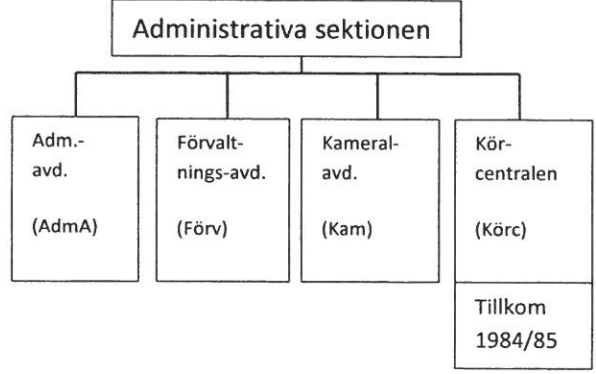 Administrativa sektionen
Adm.-
avd.
(AdmA)
Förvalt-
nings-avd.
(Förv)
Kameral-
avd.
(Kam)
Kör-
centralen
(Körc)
Tillkom
1984/85